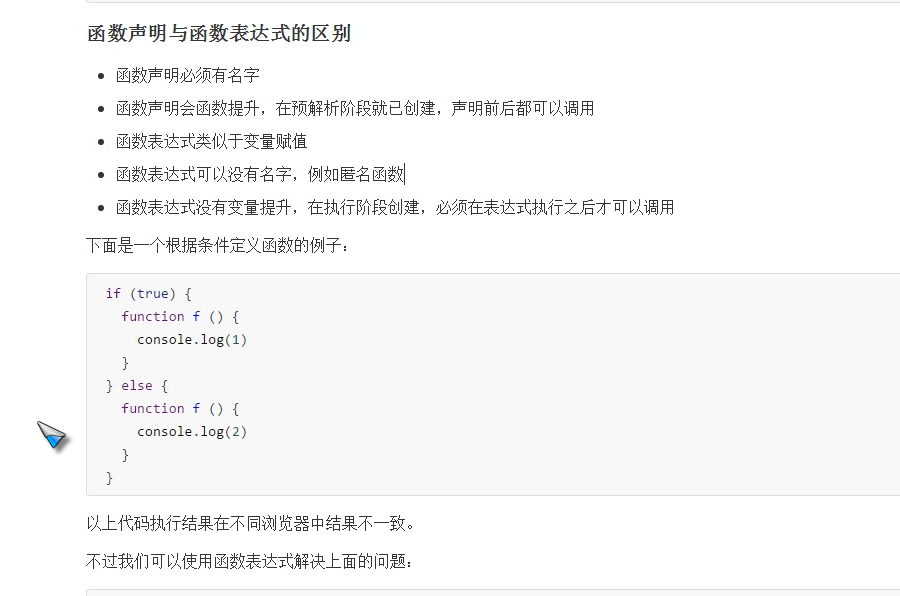 函数声明与函数表达式的区别
函数声明必须有名字
函数声明会函数提升，在预解析阶段就已创建，声明前后都可以调用
函数表达式类似于变量赋值
函数表达式可以没有名字，例如匿名函数
函数表达式没有变量提升，在执行阶段创建，必须在表达式执行之后才可以调用
下面是一个根据条件定义函数的例子：
if (true) {
  function f () {
    console.log(1)
  }
} else {
  function f () {
    console.log(2)
  }
}
以上代码执行结果在不同浏览器中结果不一致。
不过我们可以使用函数表达式解决上面的问题：